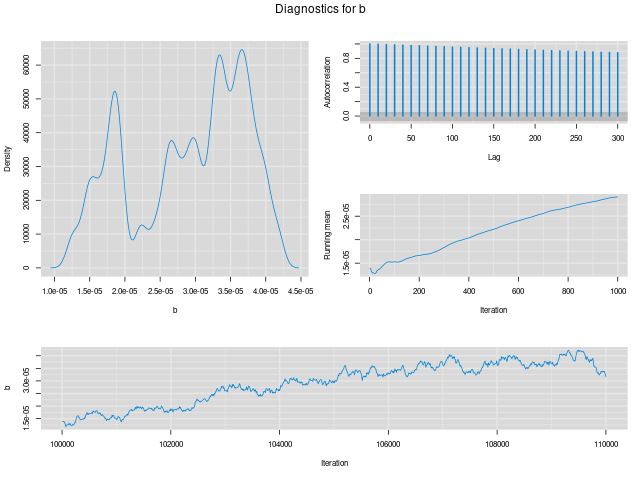 Diagnostics for b
Density
0
10000
20000
30000
40000
50000
60000
1.0e-05 1.5e-05 2.0e-05 2.5e-05 3.0e-05 3.5e-05 4.0e-05 4.5e-05
b
Autocorrelation
0.0
0.4
0.8
0 50 100 150 200 250 300
Lag
Running mean
1.5e-05
2.5e-05
0 200 400 600 800 1000
Iteration
b
1.5e-05
3.0e-05
100000 102000 104000 106000 108000 110000
Iteration